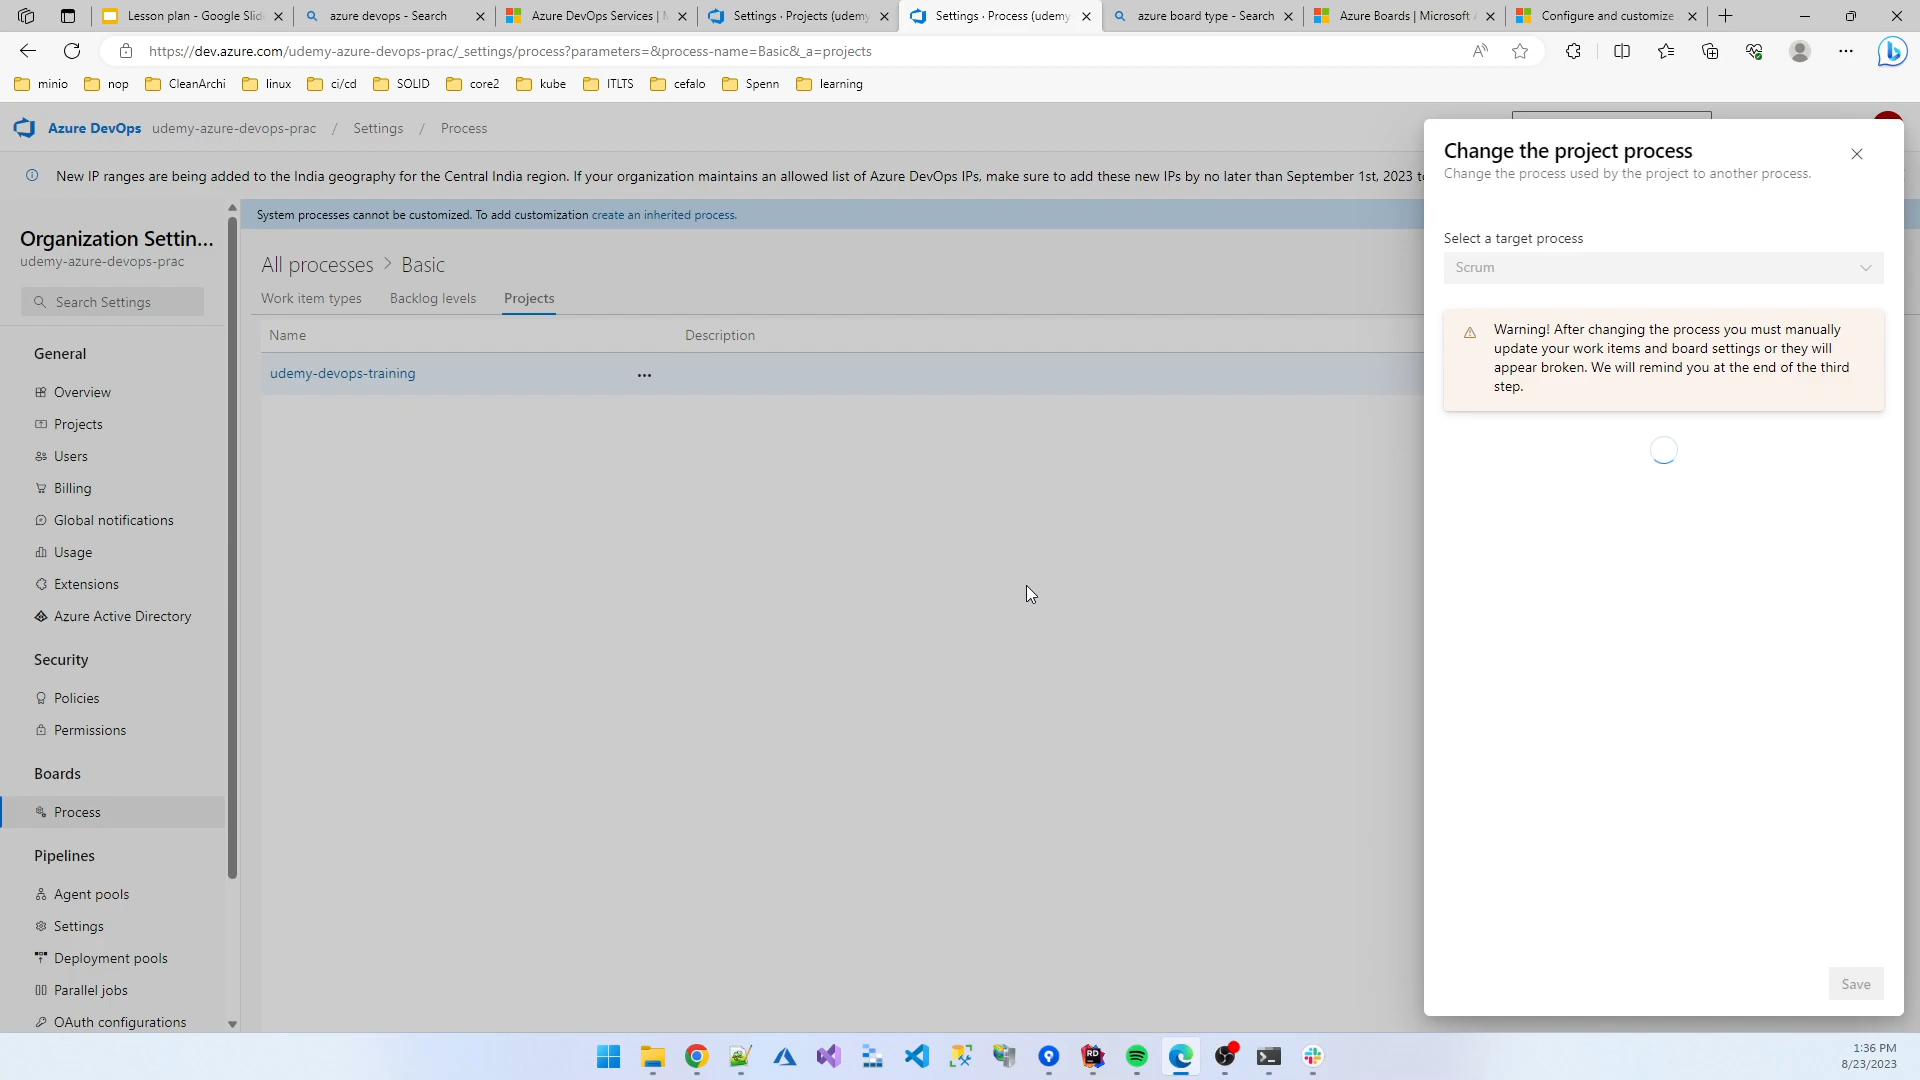 Lesson plan - Google Slid
azure devops - Search
Azure DevOps Services | M
Settings · Projects (udemy
Settings · Process (udemy
azure board type - Search
Azure Boards | Microsoft A
Configure and customize
https://dev.azure.com/udemy-azure-devops-prac/_settings/process?parameters=&process-name=Basic&_a=projects
minio
nop
CleanArchi
linux
ci/cd
SOLID
core2
kube
ITLTS
cefalo
Spenn
learning
Azure DevOps udemy-azure-devops-prac / Settings / Process
New IP ranges are being added to the India geography for the Central India region. If your organization maintains an allowed list of Azure DevOps IPs, make sure to add these new IPs by no later than September 1st, 2023 to
System processes cannot be customized. To add customization create an inherited process.
Organization Settin...
udemy-azure-devops-prac
Search Settings
General
Overview
Projects
Users
Billing
Global notifications
Usage
Extensions
Azure Active Directory
Security
Policies
Permissions
Boards
Process
Pipelines
Agent pools
Settings
Deployment pools
Parallel jobs
OAuth configurations
All processes > Basic
Work item types Backlog levels Projects
Name Description
udemy-devops-training
Change the project process
Change the process used by the project to another process.
Select a target process
Scrum
Warning! After changing the process you must manually
update your work items and board settings or they will
appear broken. We will remind you at the end of the third
step.
Save
RD
1:36 PM
8/23/2023